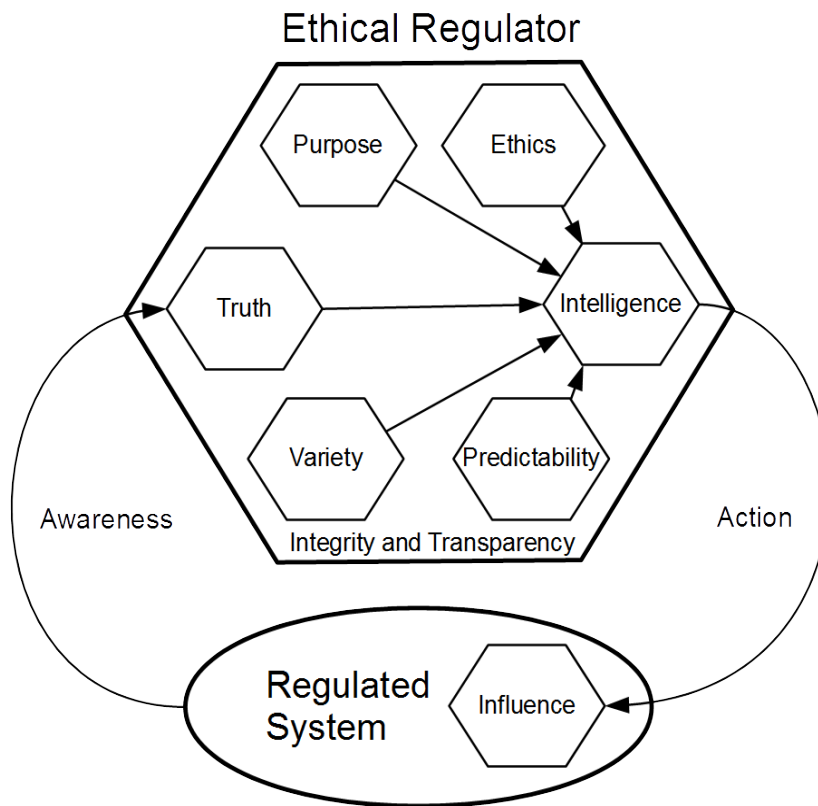 Ethical Regulator
Purpose
Ethics
Truth
Intelligence
Variety
Predictability
Awareness
Action
Integrity and Transparency
Regulated
System
Influence